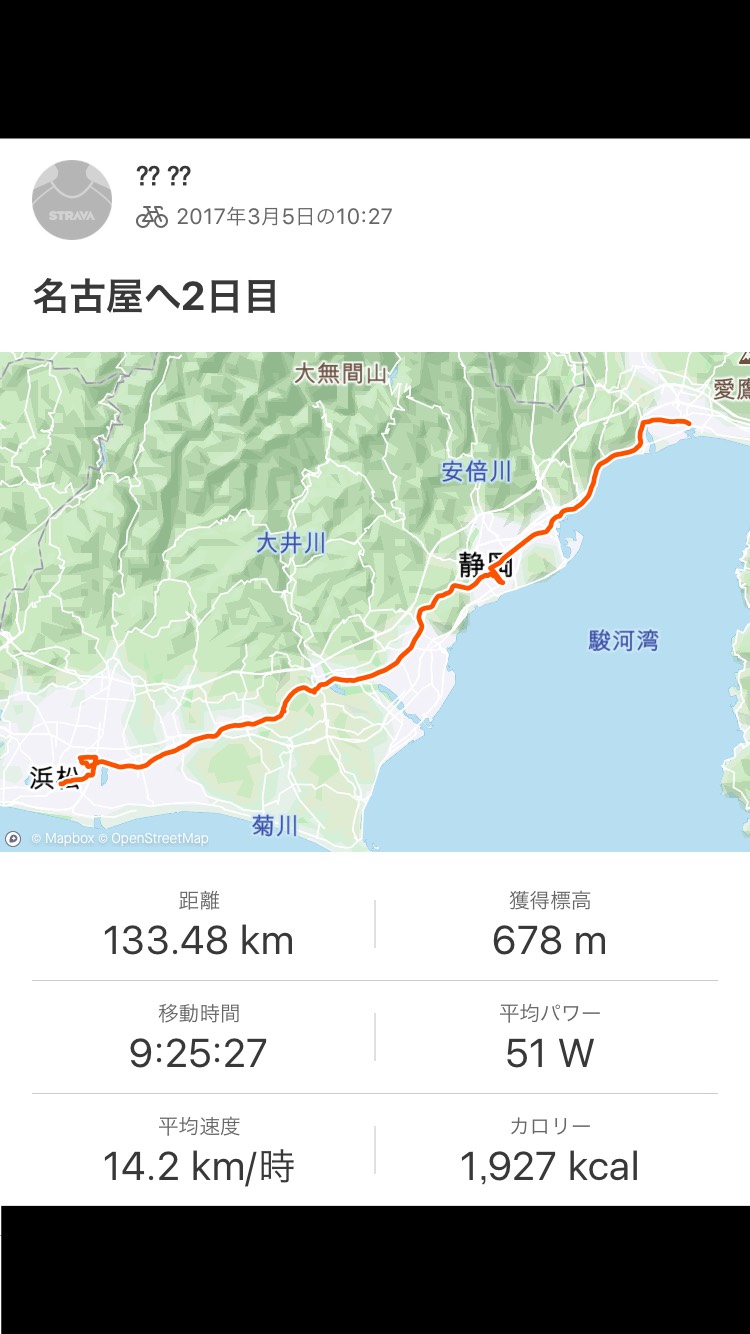 ?? ??
STRAVA
2017年3月5日の10:27
名古屋へ2日目
大無間山
愛鷹
安倍川
大井川
静岡
駿河湾
浜松
菊川
© Mapbox © OpenStreetMap
距離
獲得標高
133.48 km
678 m
移動時間
平均パワー
9:25:27
51 W
平均速度
カロリー
14.2 km/時
1,927 kcal